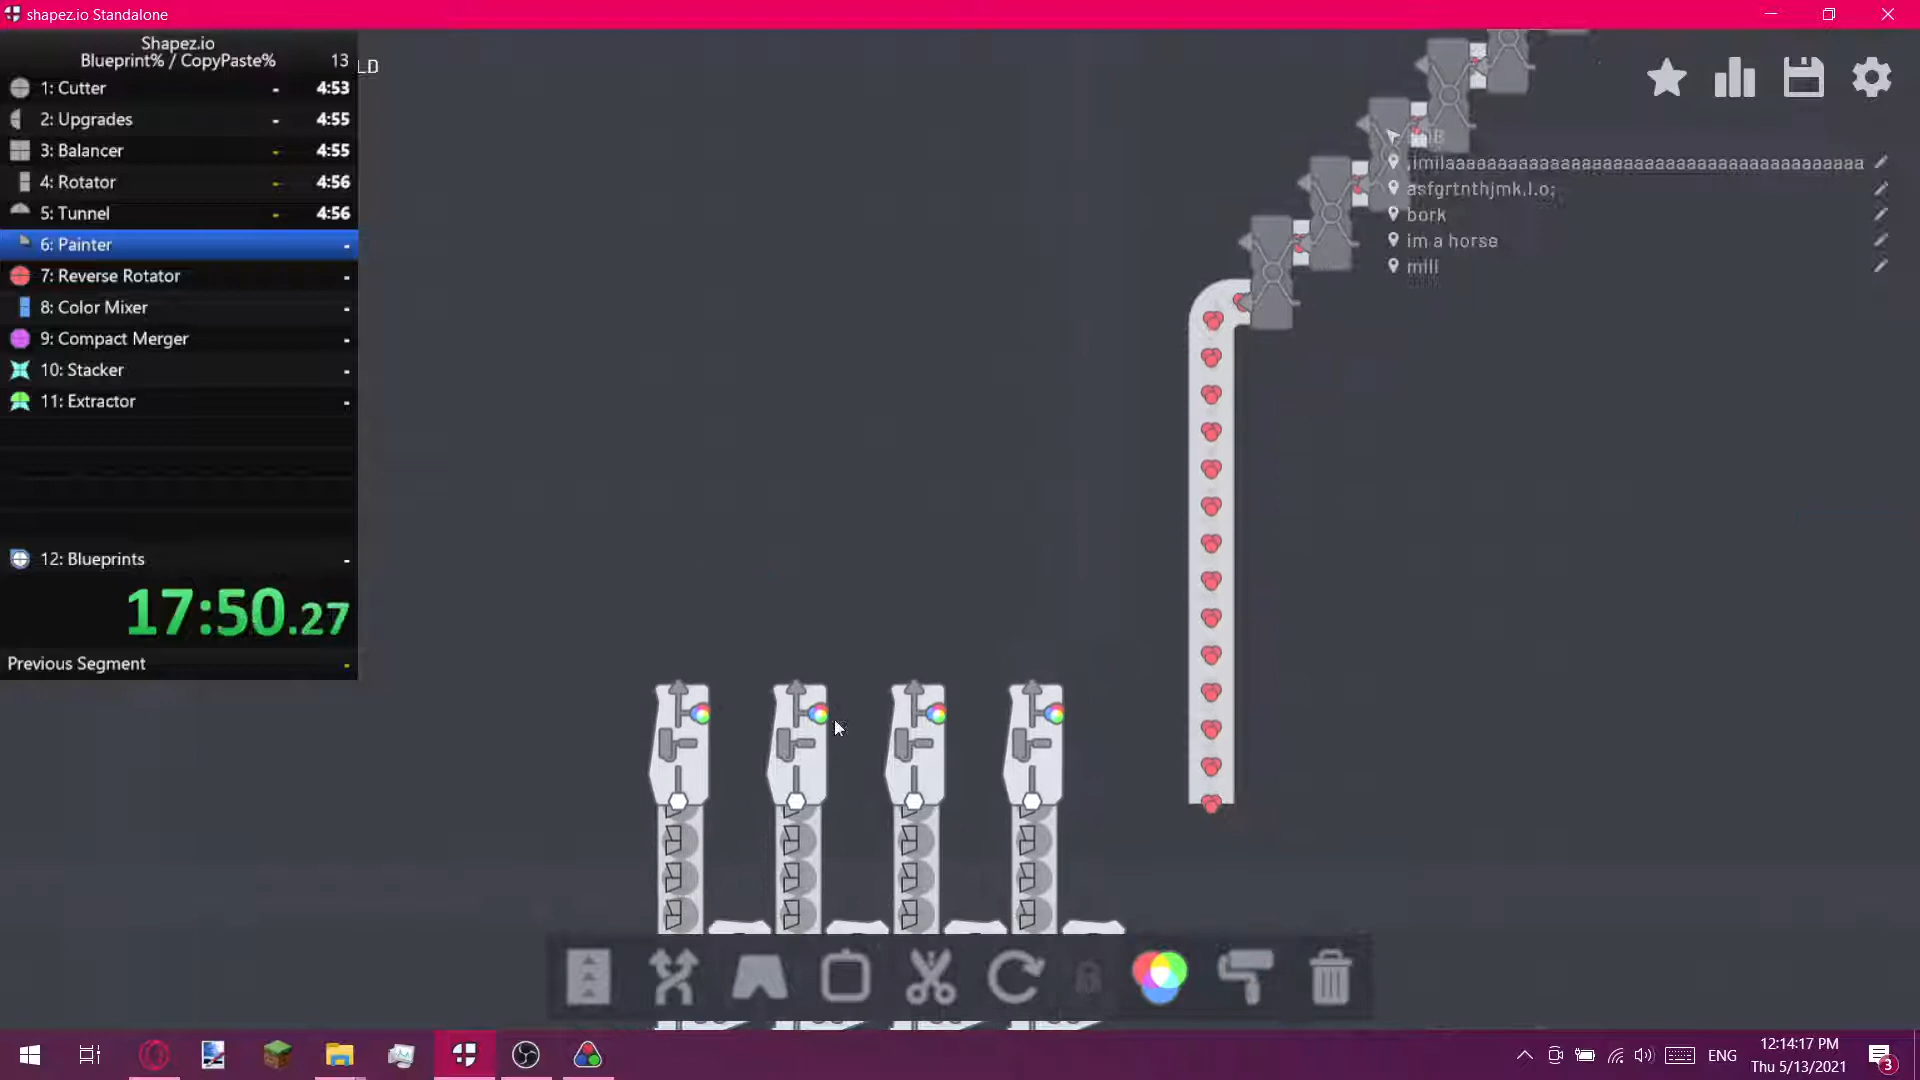 shapez.io Standalone
Shapez.io
Blueprint% / CopyPaste% 13
LD
1: Cutter - 4:53
2: Upgrades - 4:55
3: Balancer - 4:55
4: Rotator - 4:56
5: Tunnel - 4:56
6: Painter -
7: Reverse Rotator -
8: Color Mixer -
9: Compact Merger -
10: Stacker -
11: Extractor -
12: Blueprints -
17:50.27
Previous Segment -
asfgrtnthjmk,l.o;
bork
im a horse
mill
ENG
12:14:17 PM
Thu 5/13/2021
3